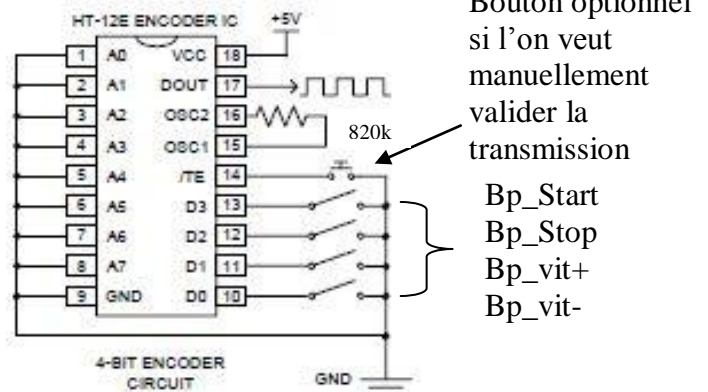 HT-12E ENCODER IC
+5V
1 A0 VCC 18
2 A1 DOUT 17
3 A2 OSC2 16
4 A3 OSC1 15
5 A4 /TE 14
6 A5 D3 13
7 A6 D2 12
8 A7 D1 11
9 GND D0 10
820k
4-BIT ENCODER
CIRCUIT
GND
Bouton optionnel
si l’on veut
manuellement
valider la
transmission
Bp_Start
Bp_Stop
Bp_vit+
Bp_vit-